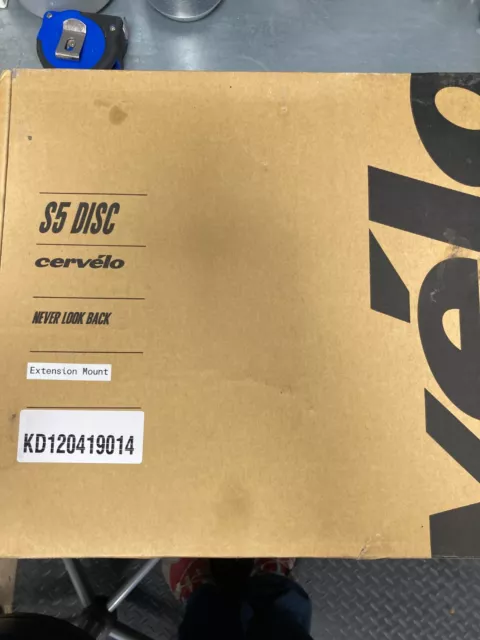 S5 DISC
cervélo
NEVER LOOK BACK
Extension Mount
KD120419014
vélo